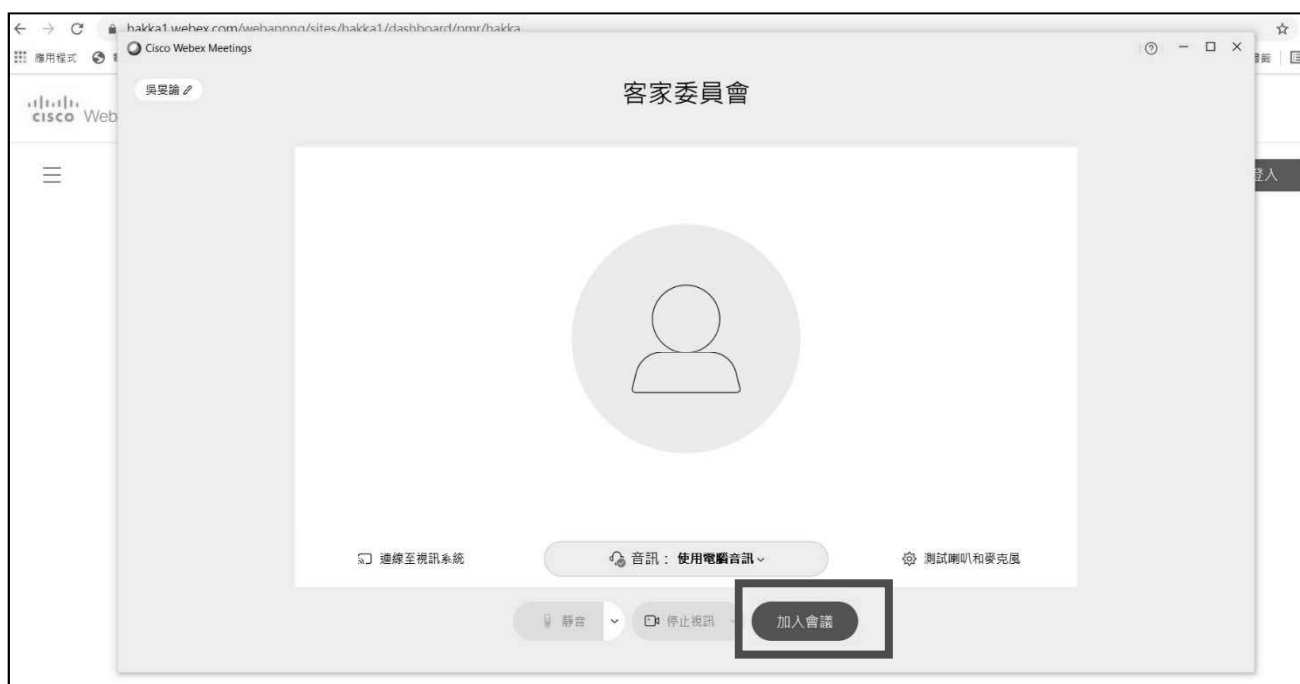 hakka1.webex.com/webappng/sites/hakka1/dashboard/pmr/hakka
應用程式
Cisco Webex Meetings
吳旻諭
客家委員會
cisco Web
登入
連線至視訊系統
音訊： 使用電腦音訊
測試喇叭和麥克風
靜音
停止視訊
加入會議